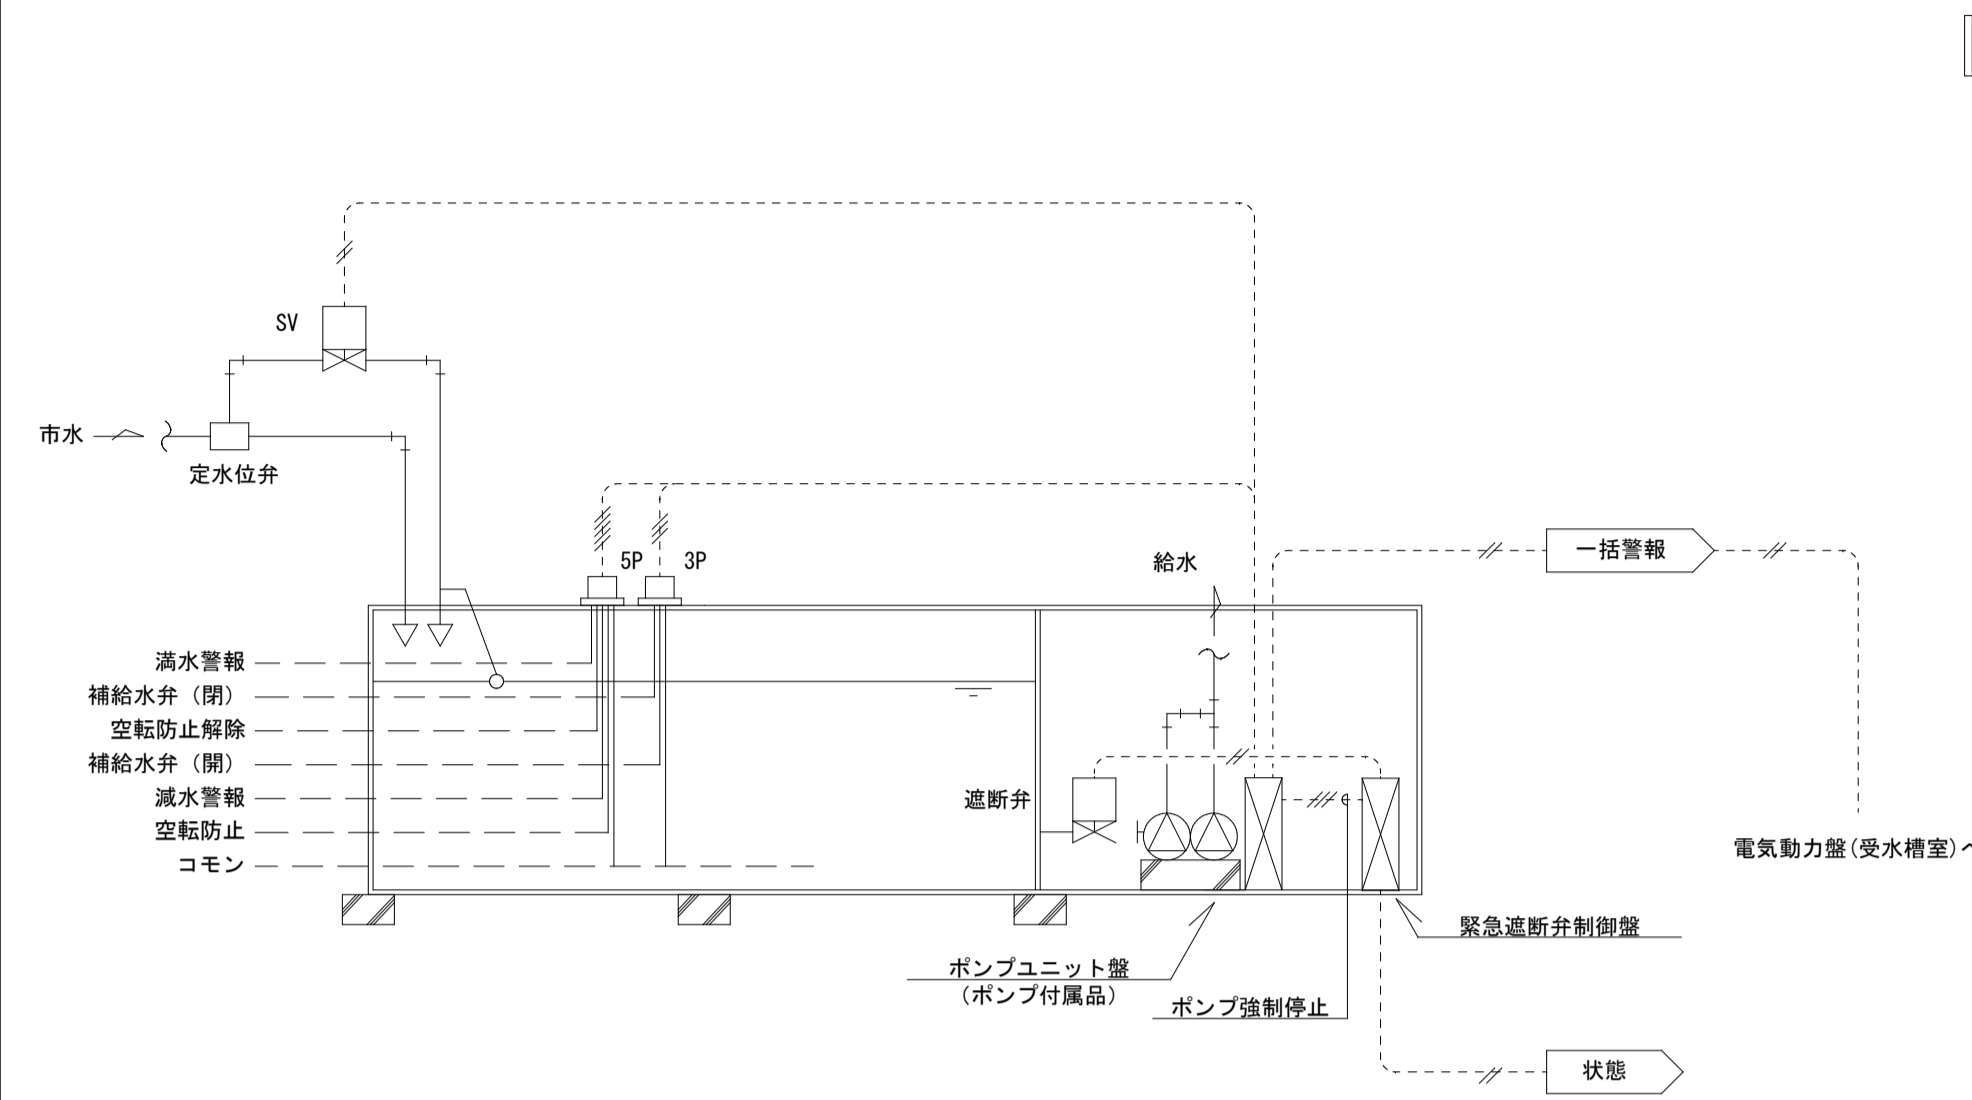 SV
市水
定水位弁
5P
3P
給水
一括警報
満水警報
補給水弁（閉）
空転防止解除
補給水弁（開）
減水警報
空転防止
コモン
遮断弁
電気動力盤(受水槽室)へ
緊急遮断弁制御盤
ポンプユニット盤
（ポンプ付属品）
ポンプ強制停止
状態